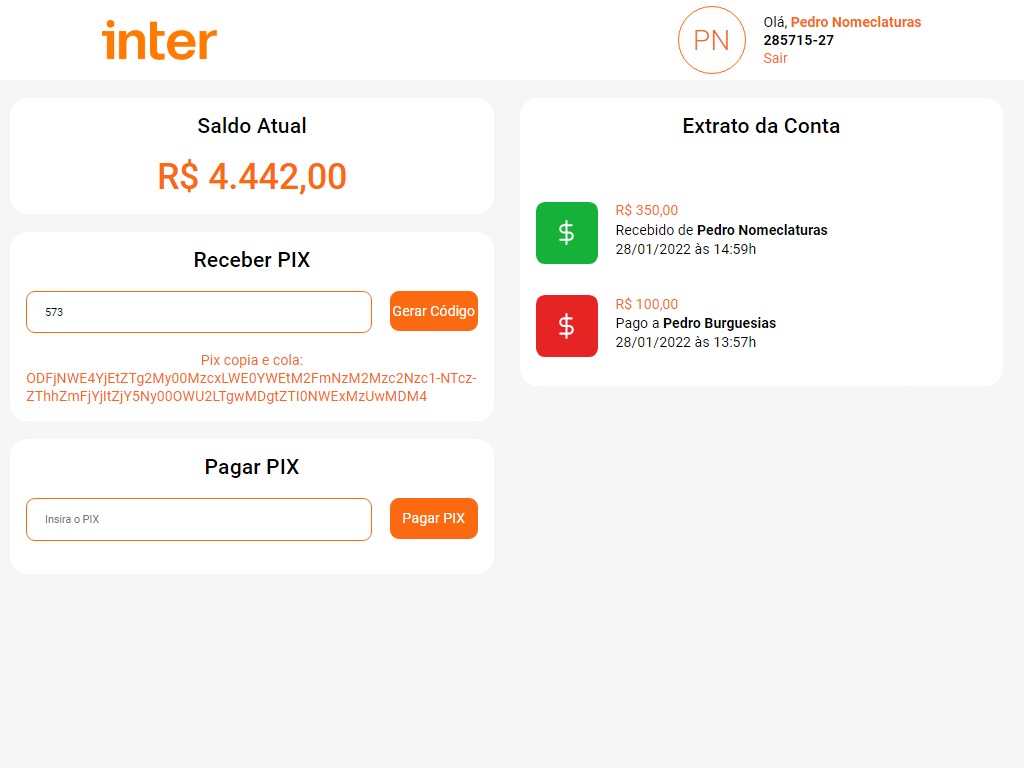 inter
PN
Olá, Pedro Nomeclaturas
285715-27
Sair
Saldo Atual
R$ 4.442,00
Receber PIX
573
Gerar Código
Pix copia e cola:
ODFjNWE4YjEtZTg2My00MzcxLWE0YWEtM2FmNzM2Mzc2Nzc1-NTcz-
ZThhZmFjYjItZjY5Ny00OWU2LTgwMDgtZTI0NWExMzUwMDM4
Pagar PIX
Insira o PIX
Pagar PIX
Extrato da Conta
$
R$ 350,00
Recebido de Pedro Nomeclaturas
28/01/2022 às 14:59h
$
R$ 100,00
Pago a Pedro Burguesias
28/01/2022 às 13:57h